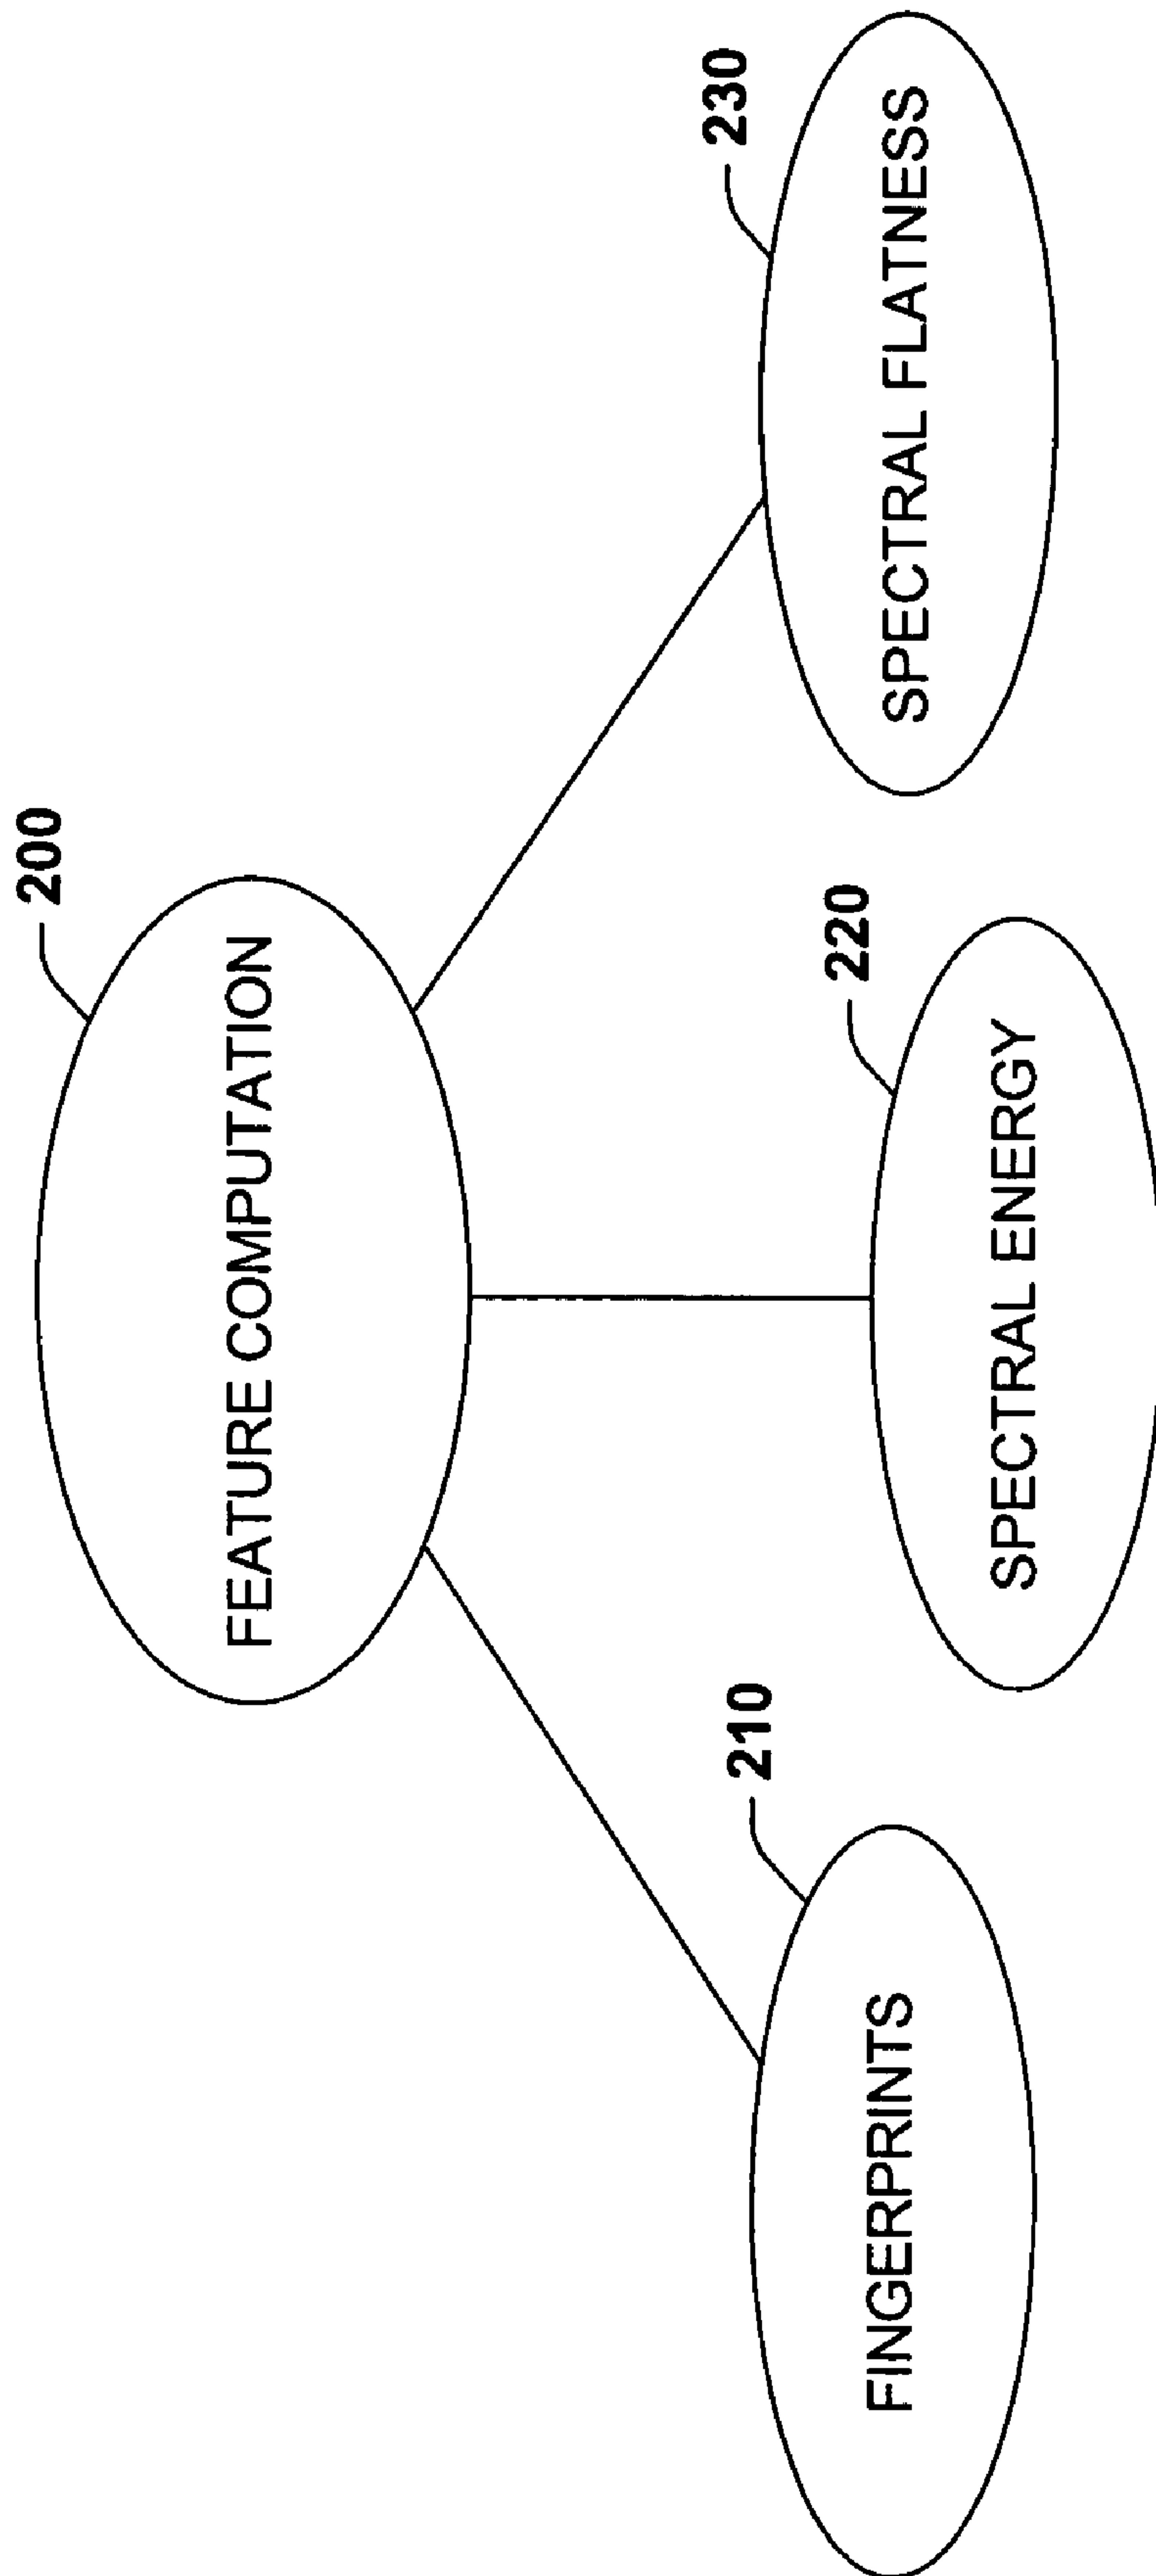 200
FEATURE COMPUTATION
210
FINGERPRINTS
220
SPECTRAL ENERGY
230
SPECTRAL FLATNESS